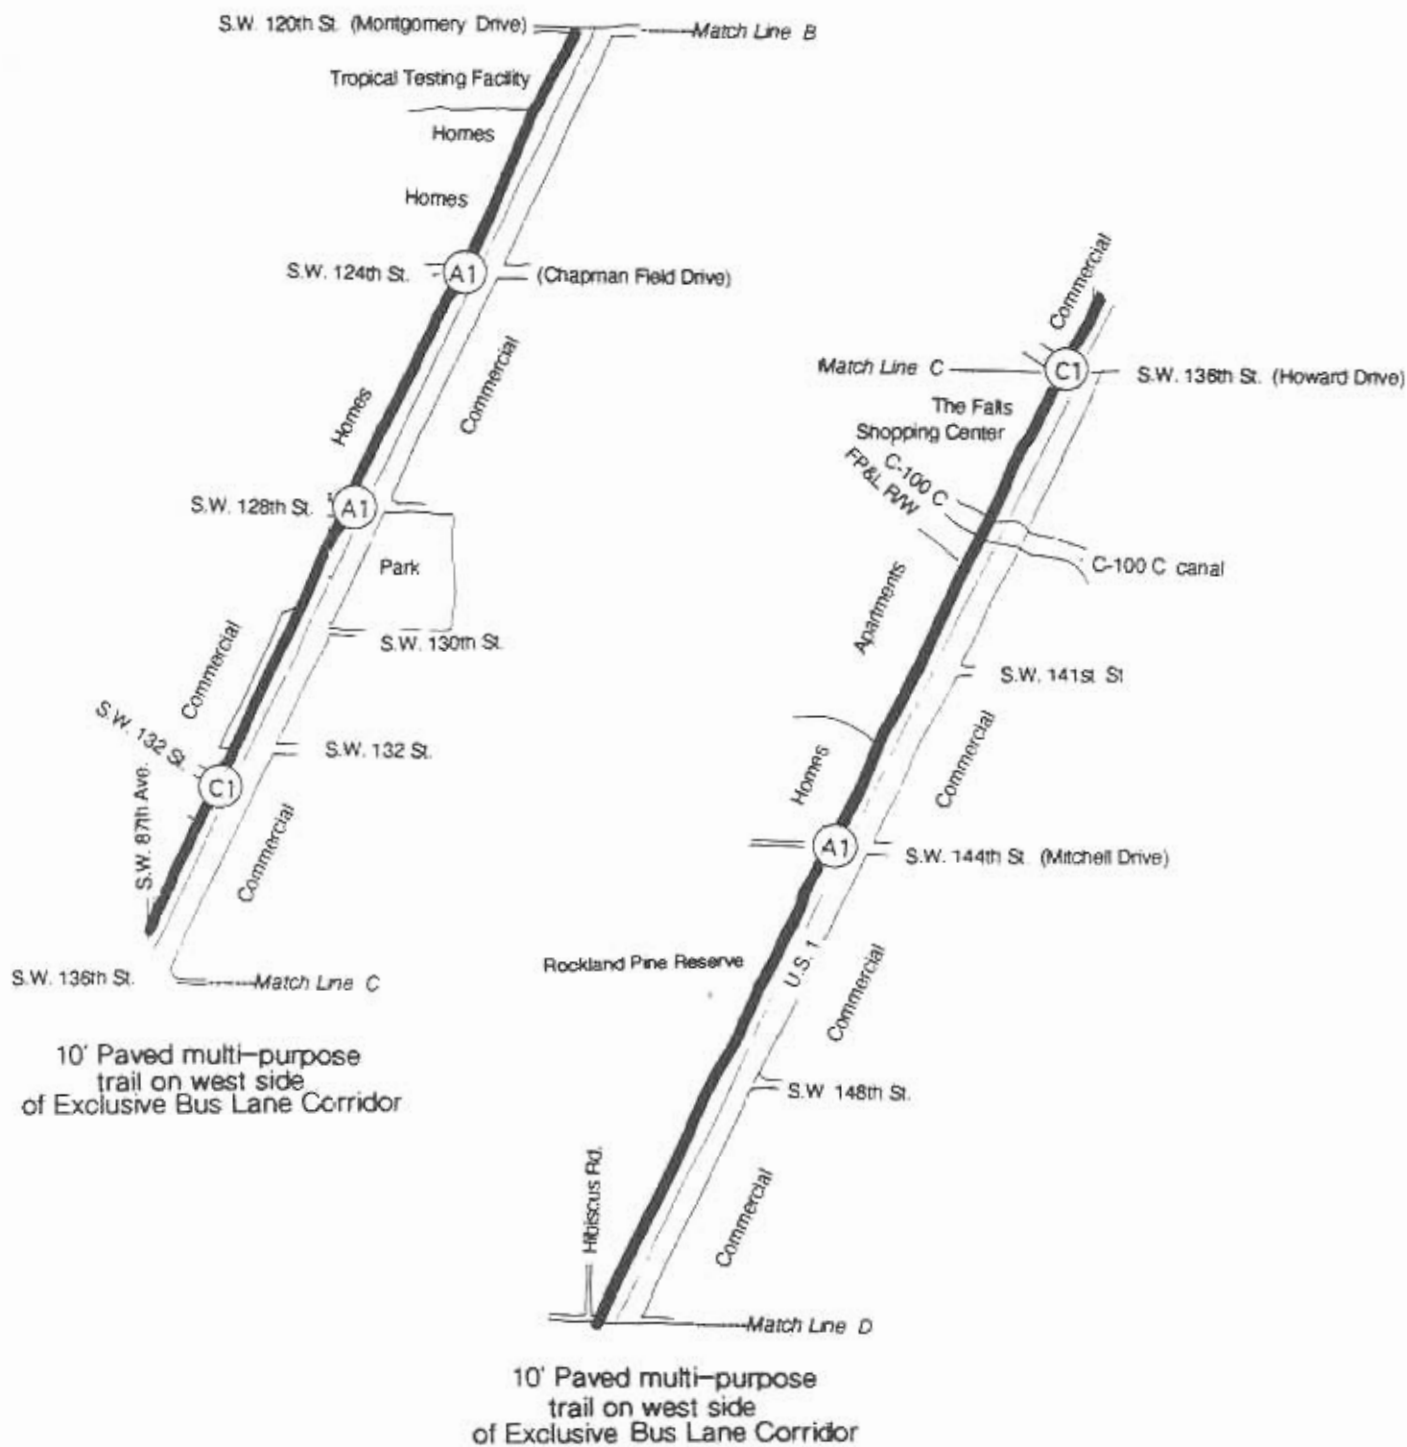 S.W. 120th St. (Montgomery Drive)
Match Line B
Tropical Testing Facility
Homes
Homes
S.W. 124th St.
A1
(Chapman Field Drive)
Commercial
Homes
S.W. 128th St.
A1
Park
S.W. 130th St.
Commercial
S.W. 132 St.
S.W. 132 St.
C1
S.W. 87th Ave.
Commercial
S.W. 136th St.
Match Line C
10' Paved multi-purpose
trail on west side
of Exclusive Bus Lane Corridor
Commercial
Match Line C
C1
S.W. 136th St. (Howard Drive)
The Falls
Shopping Center
C-100 C
FP&L R/W
C-100 C canal
Apartments
S.W. 141st St
Commercial
Homes
A1
S.W. 144th St. (Mitchell Drive)
Rockland Pine Reserve
U.S. 1
Commercial
S.W 148th St.
Hibiscus Rd.
Commercial
Match Line D
10' Paved multi-purpose
trail on west side
of Exclusive Bus Lane Corridor